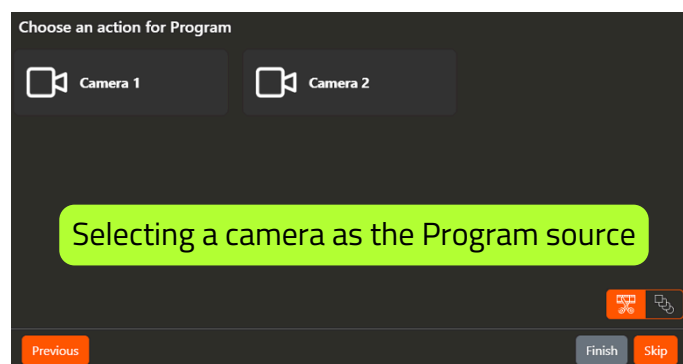 Choose an action for Program
Camera 1
Camera 2
Selecting a camera as the Program source
Previous
Finish
Skip